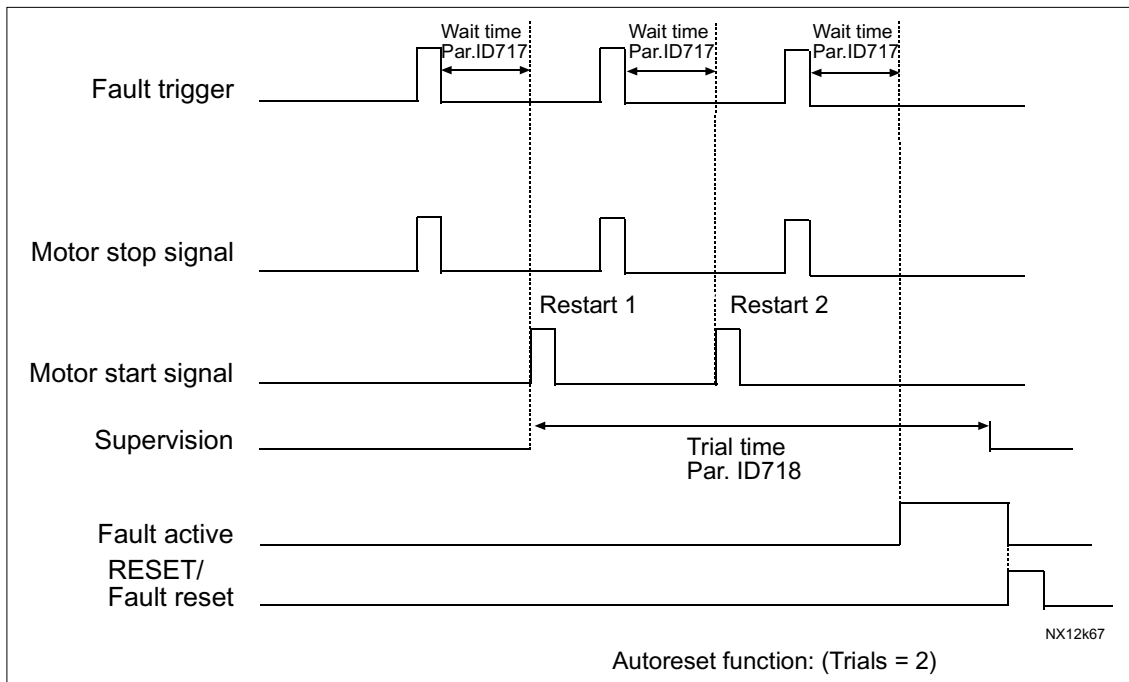 Wait time
Par.ID717
Wait time
Par.ID717
Wait time
Par.ID717
Fault trigger
Motor stop signal
Restart 1
Restart 2
Motor start signal
Supervision
Trial time
Par. ID718
Fault active
RESET/
Fault reset
NX12k67
Autoreset function: (Trials = 2)